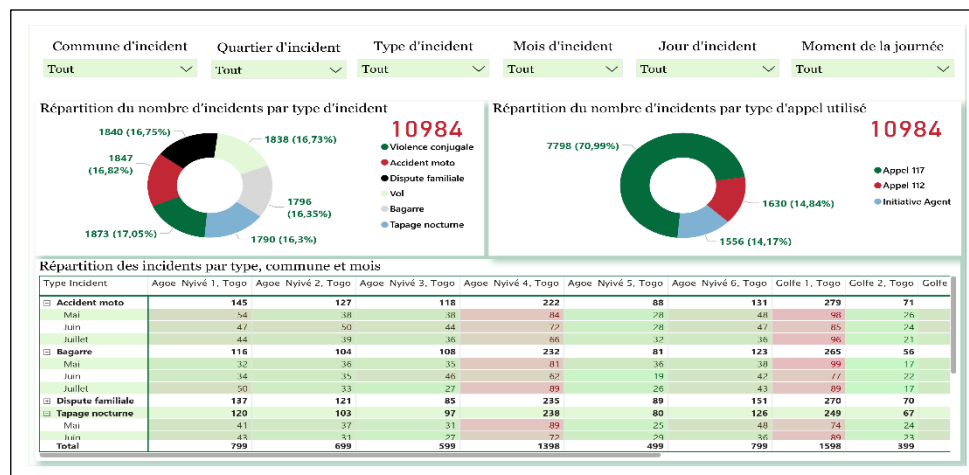 Commune d'incident Quartier d'incident Type d'incident Mois d'incident Jour d'incident Moment de la journée
Tout Tout Tout Tout Tout Tout
Répartition du nombre d'incidents par type d'incident
10984
1840 (16,75%)
1838 (16,73%)
1847
(16,82%)
1796
(16,35%)
1873 (17,05%)
1790 (16,3%)
Violence conjugale
Accident moto
Dispute familiale
Vol
Bagarre
Tapage nocturne
Répartition du nombre d'incidents par type d'appel utilisé
10984
7798 (70,99%)
1630 (14,84%)
1556 (14,17%)
Appel 117
Appel 112
Initiative Agent
Répartition des incidents par type, commune et mois
Type Incident Agoe Nyivé 1, Togo Agoe Nyivé 2, Togo Agoe Nyivé 3, Togo Agoe Nyivé 4, Togo Agoe Nyivé 5, Togo Agoe Nyivé 6, Togo Golfe 1, Togo Golfe 2, Togo Golfe
Accident moto 145 127 118 222 88 131 279 71
Mai 54 38 38 84 28 48 98 26
Juin 47 50 44 72 28 47 85 24
Juillet 44 39 36 66 32 36 96 21
Bagarre 116 104 108 232 81 123 265 56
Mai 32 36 35 81 36 38 99 17
Juin 34 35 46 62 19 42 77 22
Juillet 50 33 27 89 26 43 89 17
Dispute familiale 137 121 85 235 89 151 270 70
Tapage nocturne 120 103 97 238 80 126 249 67
Mai 41 37 31 89 25 48 74 24
Juin 43 31 27 72 29 36 89 23
Total 799 699 599 1398 499 799 1598 399